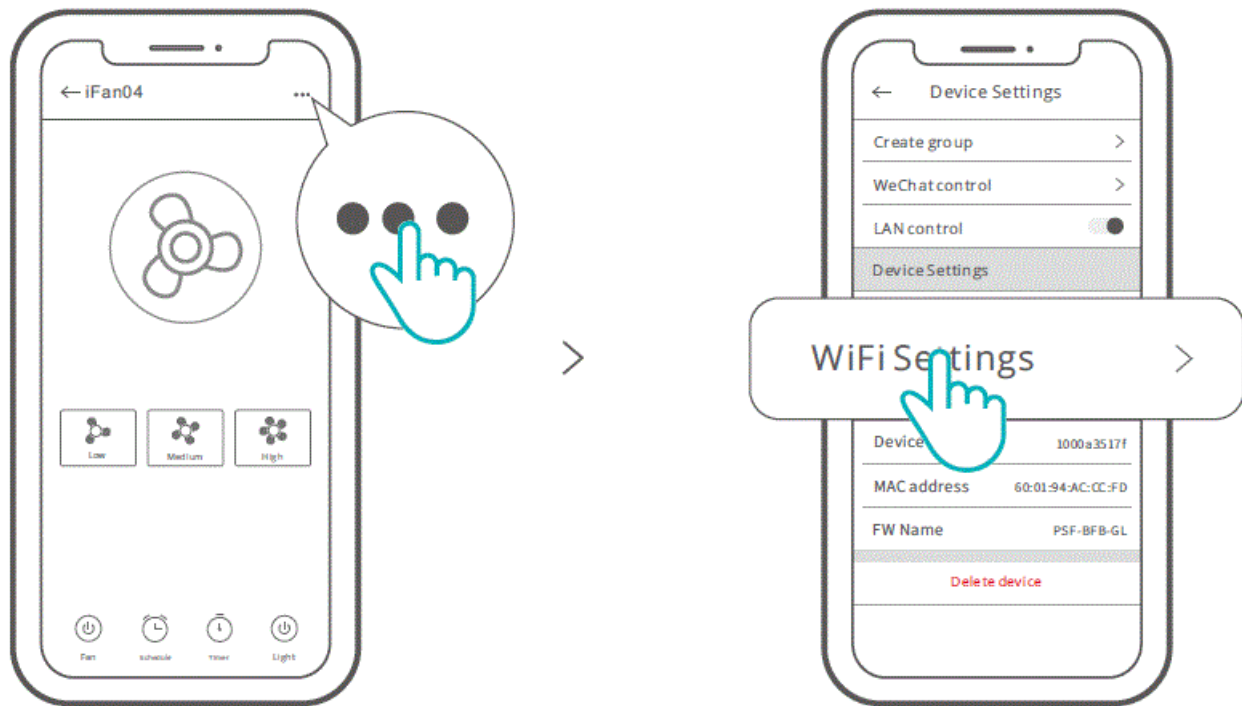 iFan04
Low
Medium
High
Fan
Schedule
Timer
Light
Device Settings
Create group
WeChat control
LAN control
Device Settings
WiFi Settings
Device 1000a3517f
MAC address 60:01:94:AC:CC:FD
FW Name PSF-BFB-GL
Delete device